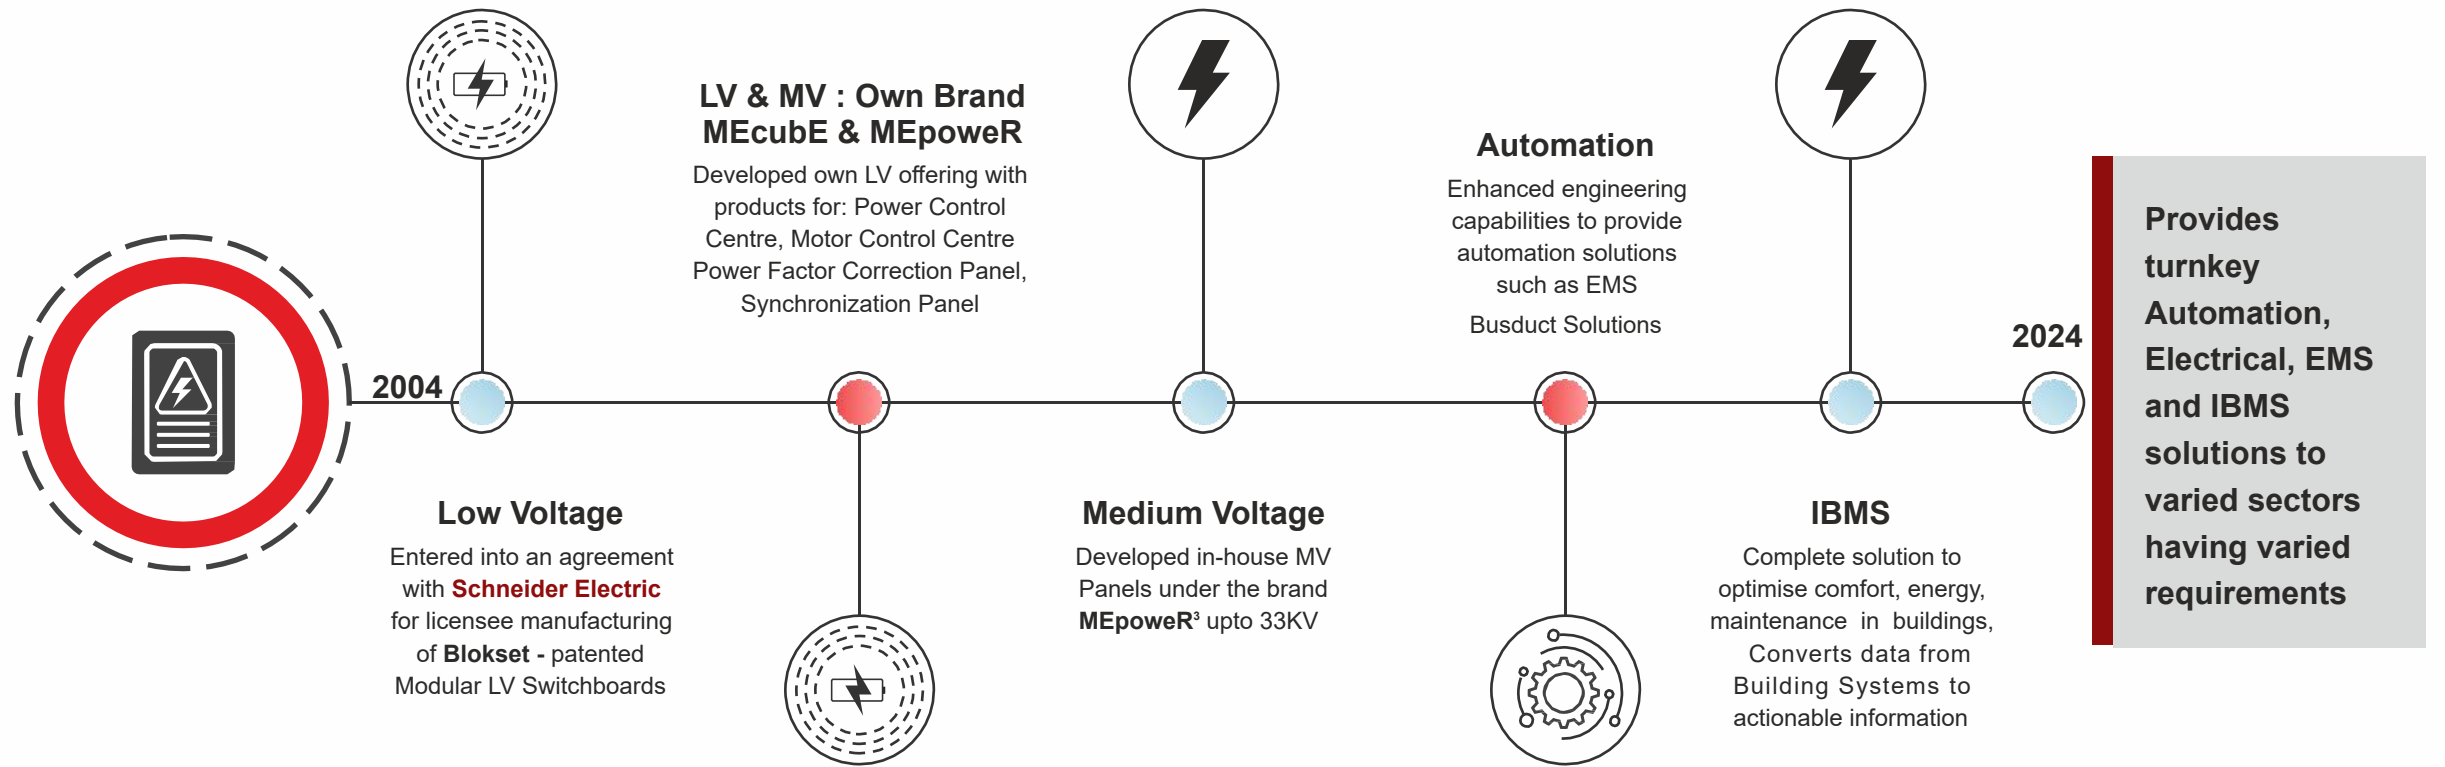 2004
Low Voltage
Entered into an agreement
with Schneider Electric
for licensee manufacturing
of Blokset - patented
Modular LV Switchboards
LV & MV : Own Brand
MEcubE & MEpoweR
Developed own LV offering with
products for: Power Control
Centre, Motor Control Centre
Power Factor Correction Panel,
Synchronization Panel
Medium Voltage
Developed in-house MV
Panels under the brand
MEpoweR³ upto 33KV
Automation
Enhanced engineering
capabilities to provide
automation solutions
such as EMS
Busduct Solutions
IBMS
Complete solution to
optimise comfort, energy,
maintenance in buildings,
Converts data from
Building Systems to
actionable information
2024
Provides
turnkey
Automation,
Electrical, EMS
and IBMS
solutions to
varied sectors
having varied
requirements